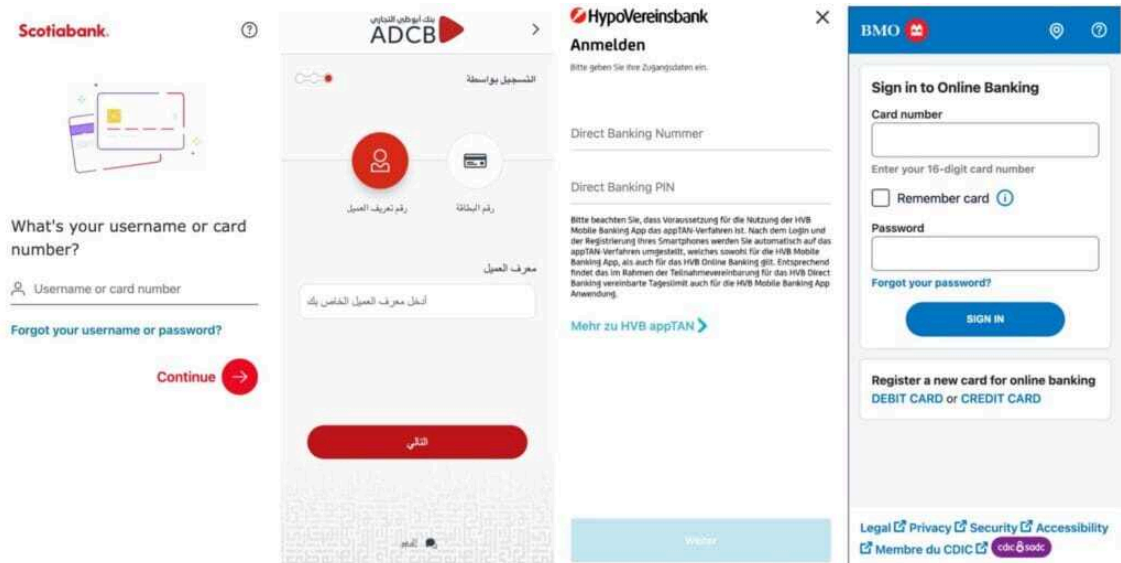 Scotiabank.
What's your username or card
number?
Username or card number
Forgot your username or password?
Continue
بنك أبوظبي التجاري
ADCB
التسجيل بواسطة
رقم تعريف العميل
رقم البطاقة
معرف العميل
أدخل معرف العميل الخاص بك
التالي
HypoVereinsbank
Anmelden
Bitte geben Sie Ihre Zugangsdaten ein.
Direct Banking Nummer
Direct Banking PIN
Bitte beachten Sie, dass Voraussetzung für die Nutzung der HVB
Mobile Banking App das appTAN-Verfahren ist. Nach dem Login und
der Registrierung Ihres Smartphones werden Sie automatisch auf das
appTAN-Verfahren umgestellt, welches sowohl für die HVB Mobile
Banking App, als auch für das HVB Online Banking gilt. Entsprechend
findet das im Rahmen der Teilnahmevereinbarung für das HVB Direct
Banking vereinbarte Tageslimit auch für die HVB Mobile Banking App
Anwendung.
Mehr zu HVB appTAN
Weiter
BMO
Sign in to Online Banking
Card number
Enter your 16-digit card number
Remember card
Password
Forgot your password?
SIGN IN
Register a new card for online banking
DEBIT CARD or CREDIT CARD
Legal Privacy Security Accessibility
Membre du CDIC cdic sadc